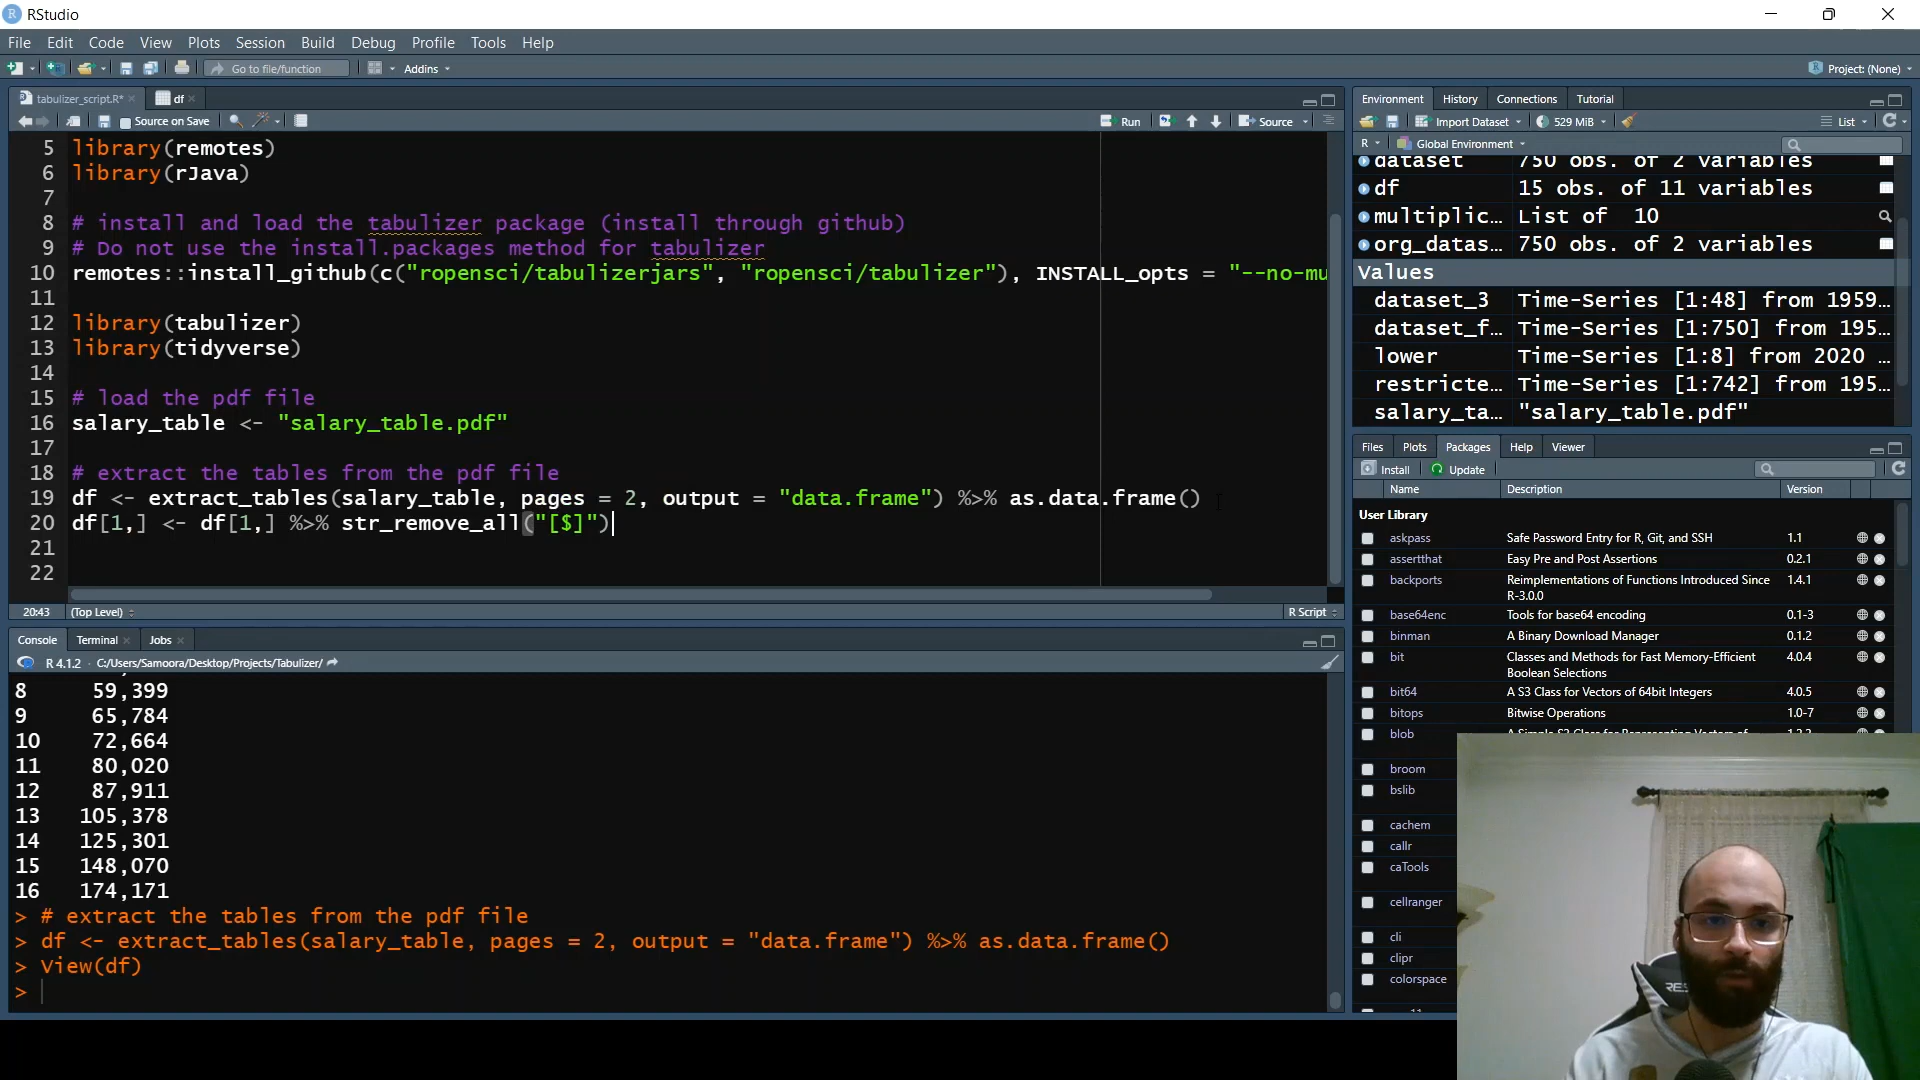 RStudio
File Edit Code View Plots Session Build Debug Profile Tools Help
Go to file/function Addins Project: (None)
tabulizer_script.R* df
Source on Save Run Source
5 library(remotes)
6 library(rJava)
7
8 # install and load the tabulizer package (install through github)
9 # Do not use the install.packages method for tabulizer
10 remotes::install_github(c("ropensci/tabulizerjars", "ropensci/tabulizer"), INSTALL_opts = "--no-mu
11
12 library(tabulizer)
13 library(tidyverse)
14
15 # load the pdf file
16 salary_table <- "salary_table.pdf"
17
18 # extract the tables from the pdf file
19 df <- extract_tables(salary_table, pages = 2, output = "data.frame") %>% as.data.frame()
20 df[1,] <- df[1,] %>% str_remove_all("[$]")
21
22
20:43 (Top Level) R Script
Console Terminal Jobs
R 4.1.2 · C:/Users/Samoora/Desktop/Projects/Tabulizer/
8 59,399
9 65,784
10 72,664
11 80,020
12 87,911
13 105,378
14 125,301
15 148,070
16 174,171
> # extract the tables from the pdf file
> df <- extract_tables(salary_table, pages = 2, output = "data.frame") %>% as.data.frame()
> View(df)
>
Environment History Connections Tutorial
Import Dataset 529 MiB List
R Global Environment
dataset 750 obs. of 2 variables
df 15 obs. of 11 variables
multiplic… List of 10
org_datas… 750 obs. of 2 variables
Values
dataset_3 Time-Series [1:48] from 1959…
dataset_f… Time-Series [1:750] from 195…
lower Time-Series [1:8] from 2020 …
restricte… Time-Series [1:742] from 195…
salary_ta… "salary_table.pdf"
Files Plots Packages Help Viewer
Install Update
Name Description Version
User Library
askpass Safe Password Entry for R, Git, and SSH 1.1
assertthat Easy Pre and Post Assertions 0.2.1
backports Reimplementations of Functions Introduced Since 1.4.1
R-3.0.0
base64enc Tools for base64 encoding 0.1-3
binman A Binary Download Manager 0.1.2
bit Classes and Methods for Fast Memory-Efficient 4.0.4
Boolean Selections
bit64 A S3 Class for Vectors of 64bit Integers 4.0.5
bitops Bitwise Operations 1.0-7
blob
broom
bslib
cachem
callr
caTools
cellranger
cli
clipr
colorspace